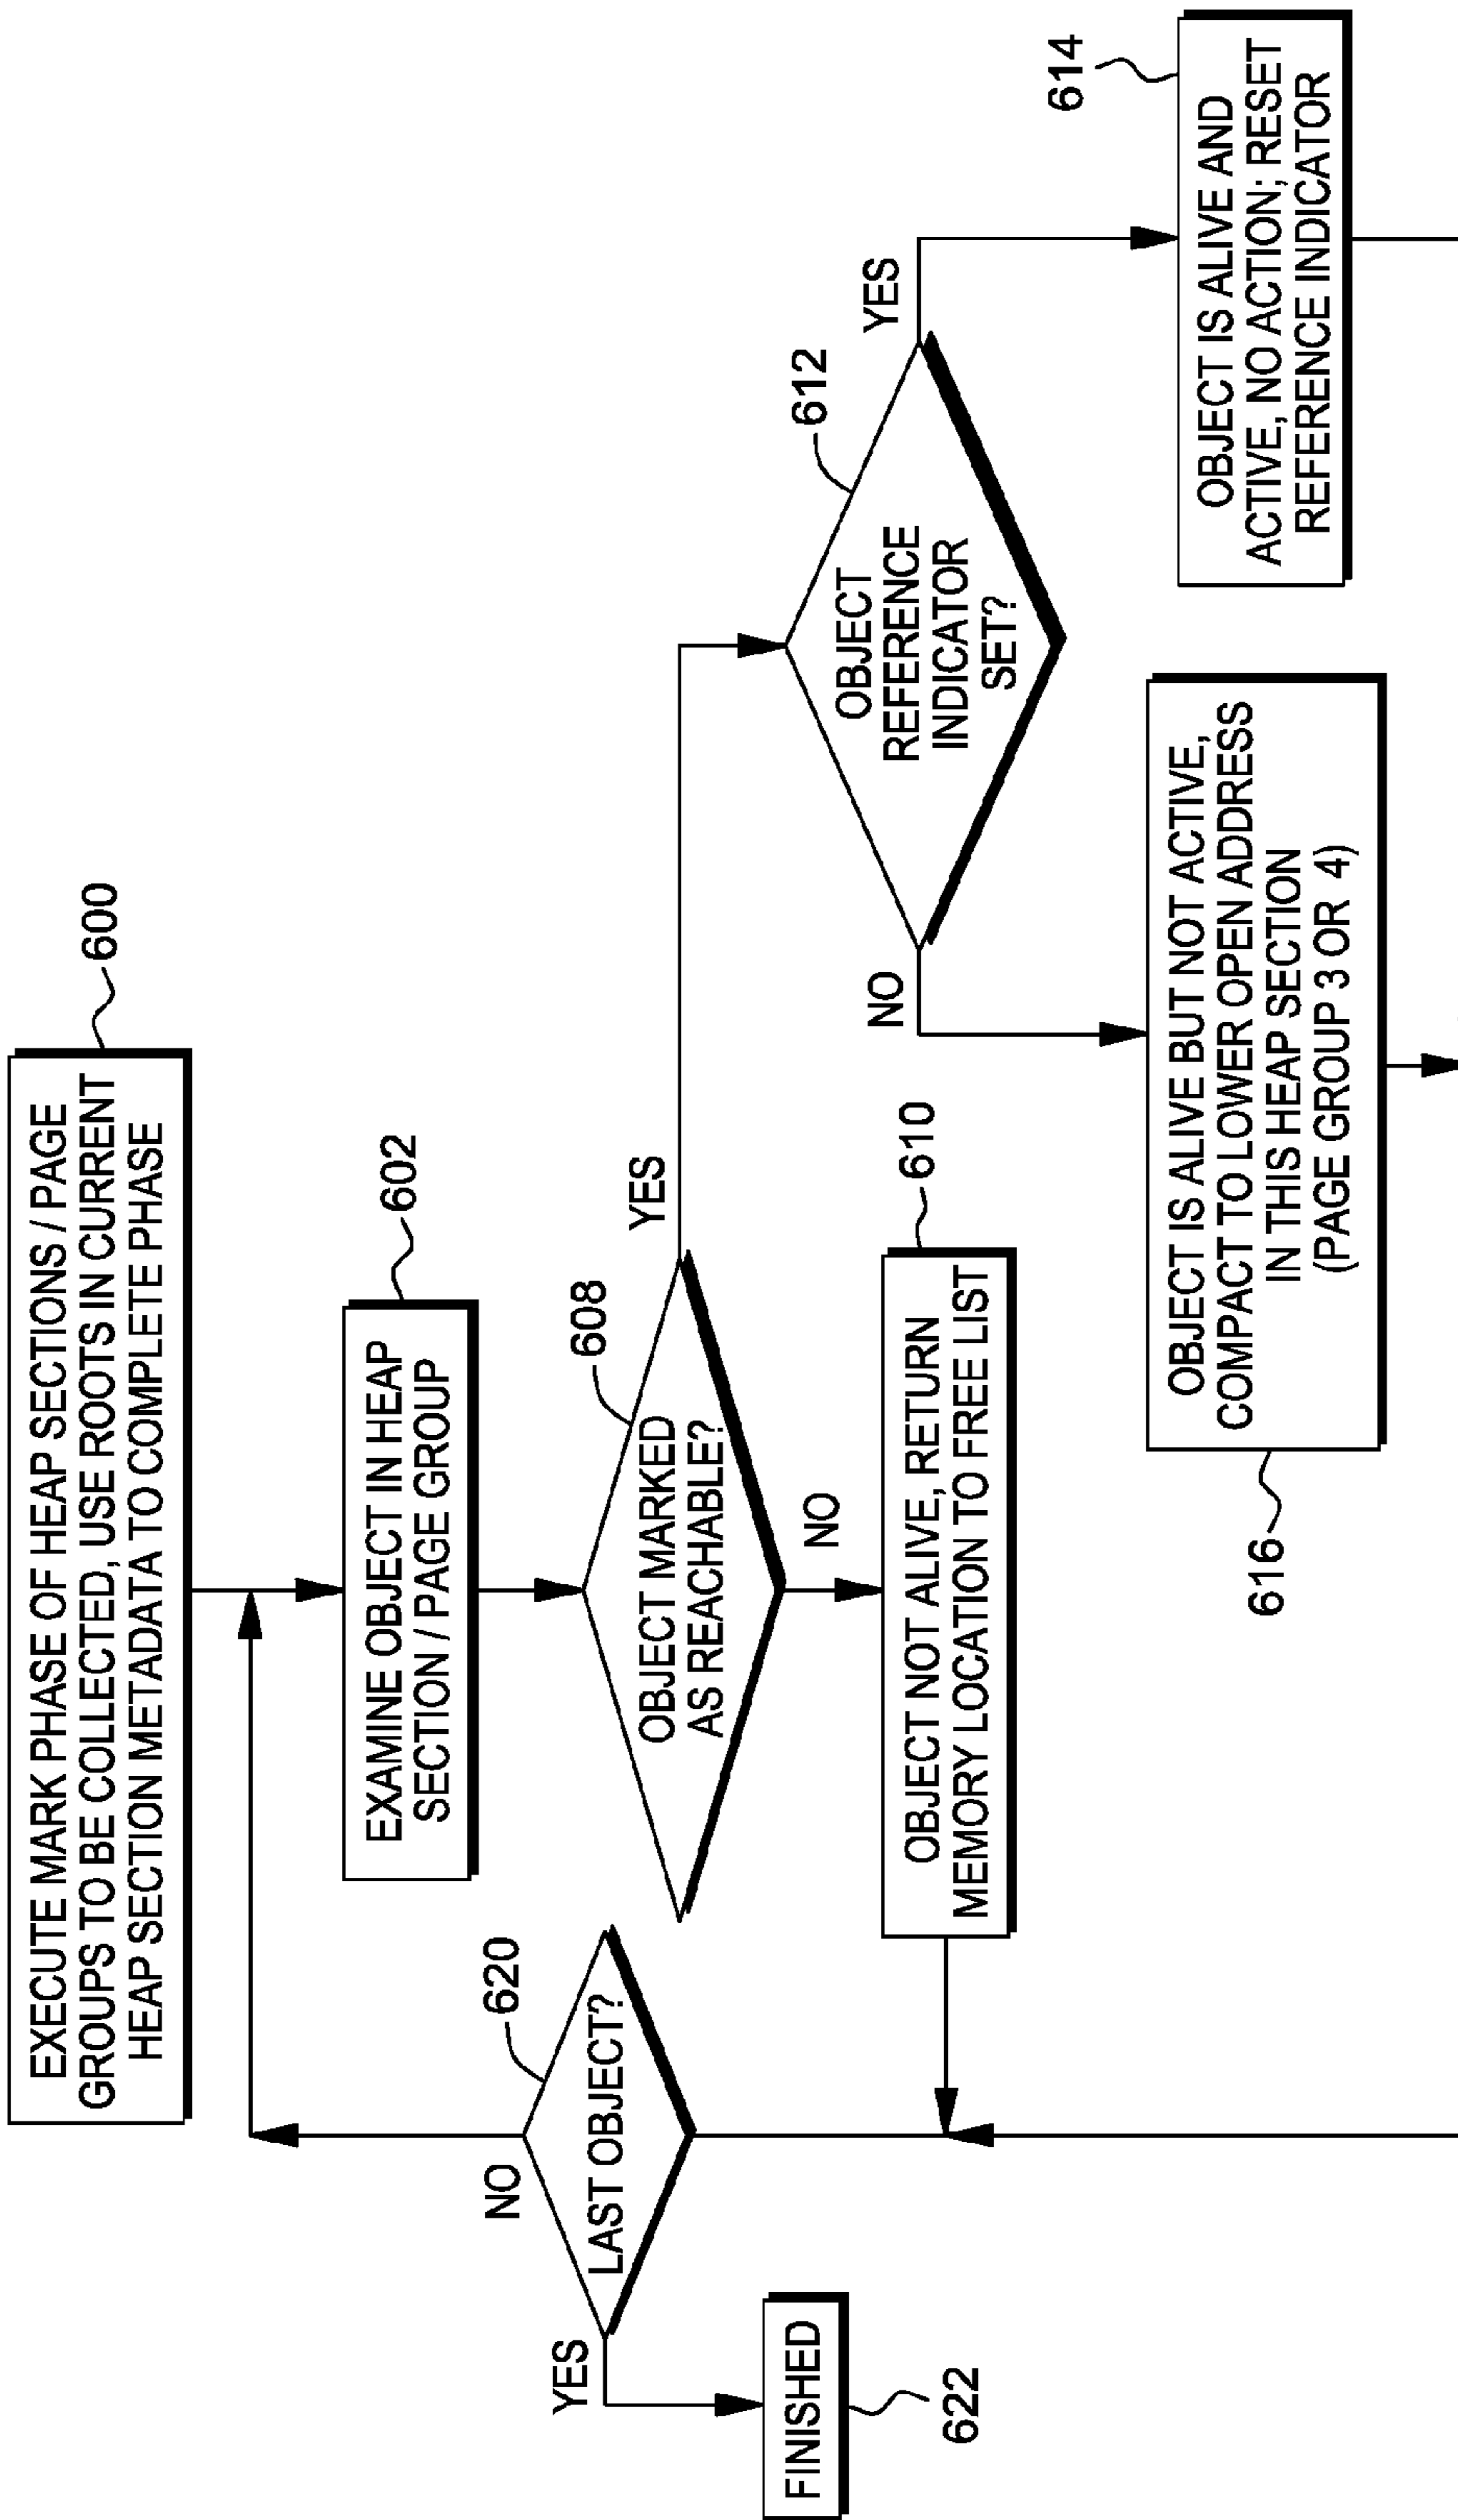 600
EXECUTE MARK PHASE OF HEAP SECTIONS / PAGE
GROUPS TO BE COLLECTED, USE ROOTS IN CURRENT
HEAP SECTION METADATA TO COMPLETE PHASE
602
EXAMINE OBJECT IN HEAP
SECTION / PAGE GROUP
620
NO
LAST OBJECT?
YES
608
OBJECT MARKED
AS REACHABLE?
YES
NO
FINISHED
622
610
OBJECT NOT ALIVE, RETURN
MEMORY LOCATION TO FREE LIST
612
OBJECT
REFERENCE
INDICATOR
SET?
NO
YES
616
OBJECT IS ALIVE BUT NOT ACTIVE,
COMPACT TO LOWER OPEN ADDRESS
IN THIS HEAP SECTION
(PAGE GROUP 3 OR 4)
614
OBJECT IS ALIVE AND
ACTIVE, NO ACTION; RESET
REFERENCE INDICATOR